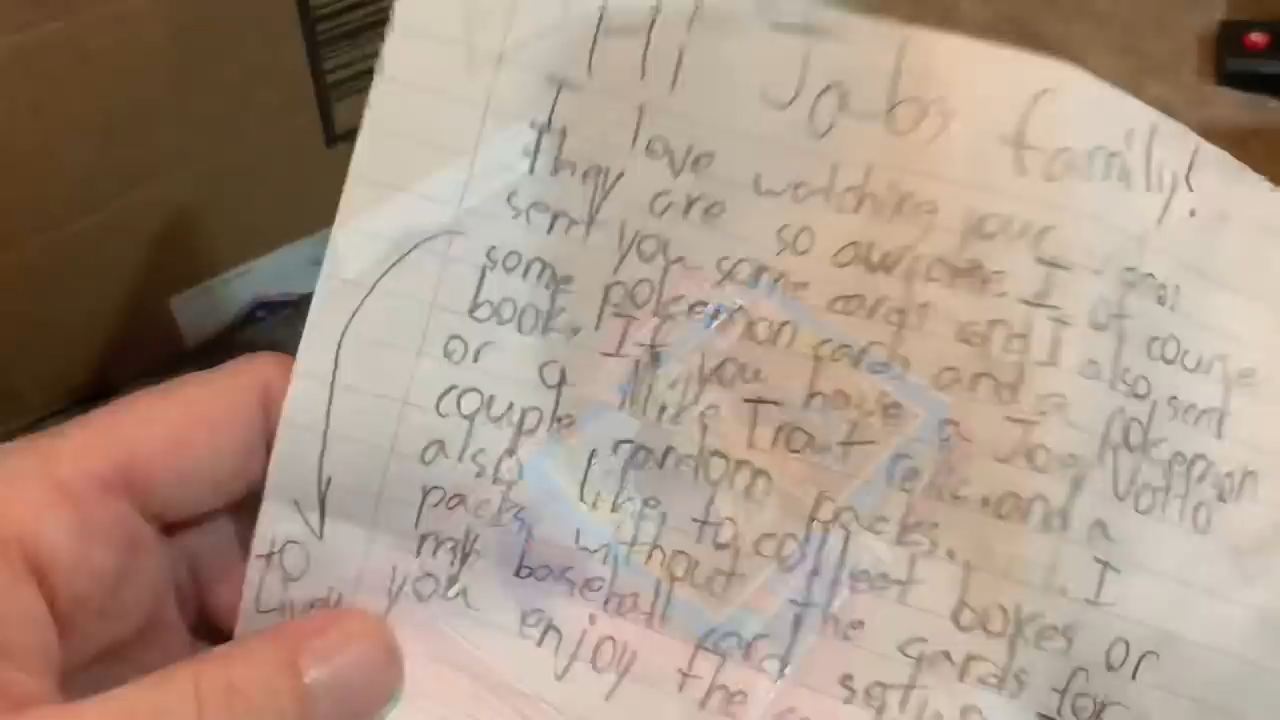 Hi Jabs family!
I love watching your
They are so awesome. I of course
sent you some cards and I also sent
some pokemon cards and a pokemon
book. If you have a Joey Votto
or a Mike Trout relic and a
couple random packs. I
also like to collect boxes or
packs without the cards for
my baseball card setup. I
you enjoy the
to